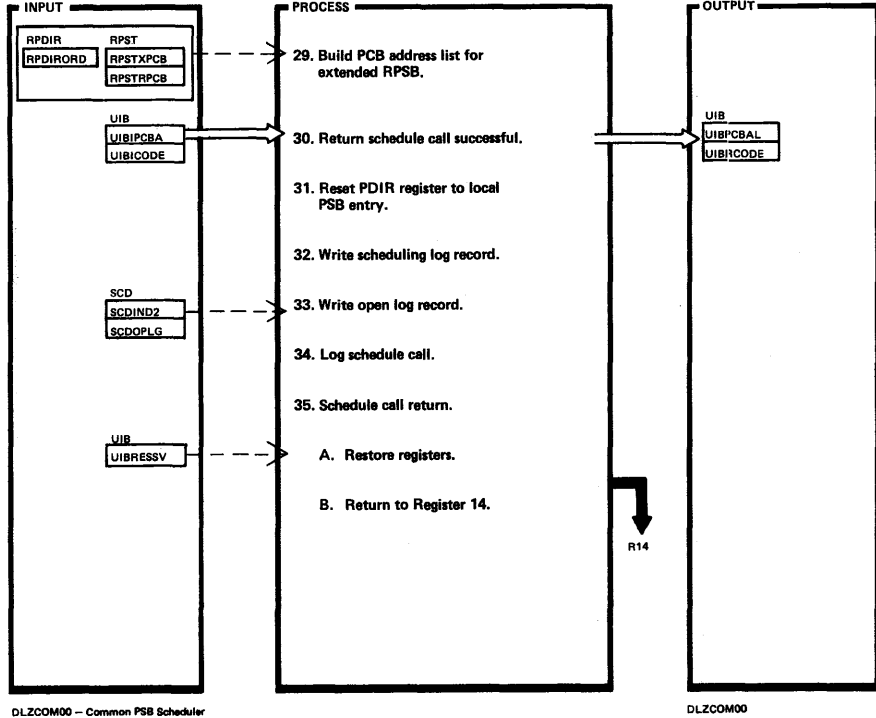 INPUT
PROCESS
OUTPUT
RPDIR
RPDIRORD
RPST
RPSTXPCB
RPSTRPCB
29. Build PCB address list for
extended RPSB.
UIB
UIBIPCBA
UIBICODE
30. Return schedule call successful.
UIB
UIBPCBAL
UIBRCODE
31. Reset PDIR register to local
PSB entry.
32. Write scheduling log record.
SCD
SCDIND2
SCDOPLG
33. Write open log record.
34. Log schedule call.
35. Schedule call return.
UIB
UIBRESSV
A. Restore registers.
B. Return to Register 14.
R14
DLZCOM00 – Common PSB Scheduler
DLZCOM00